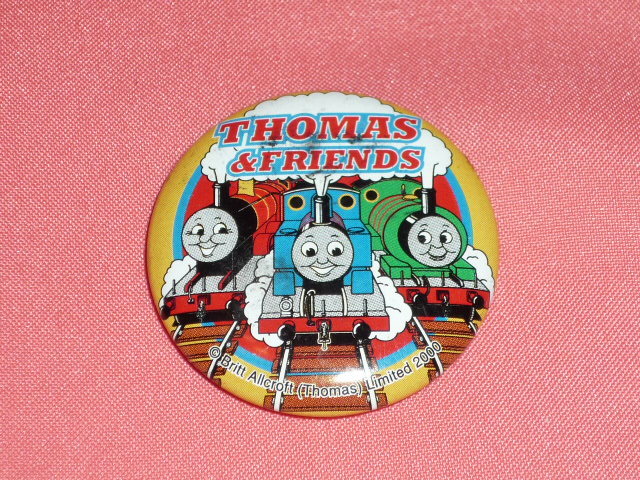 THOMAS
& FRIENDS
© Britt Allcroft (Thomas) Limited 2000